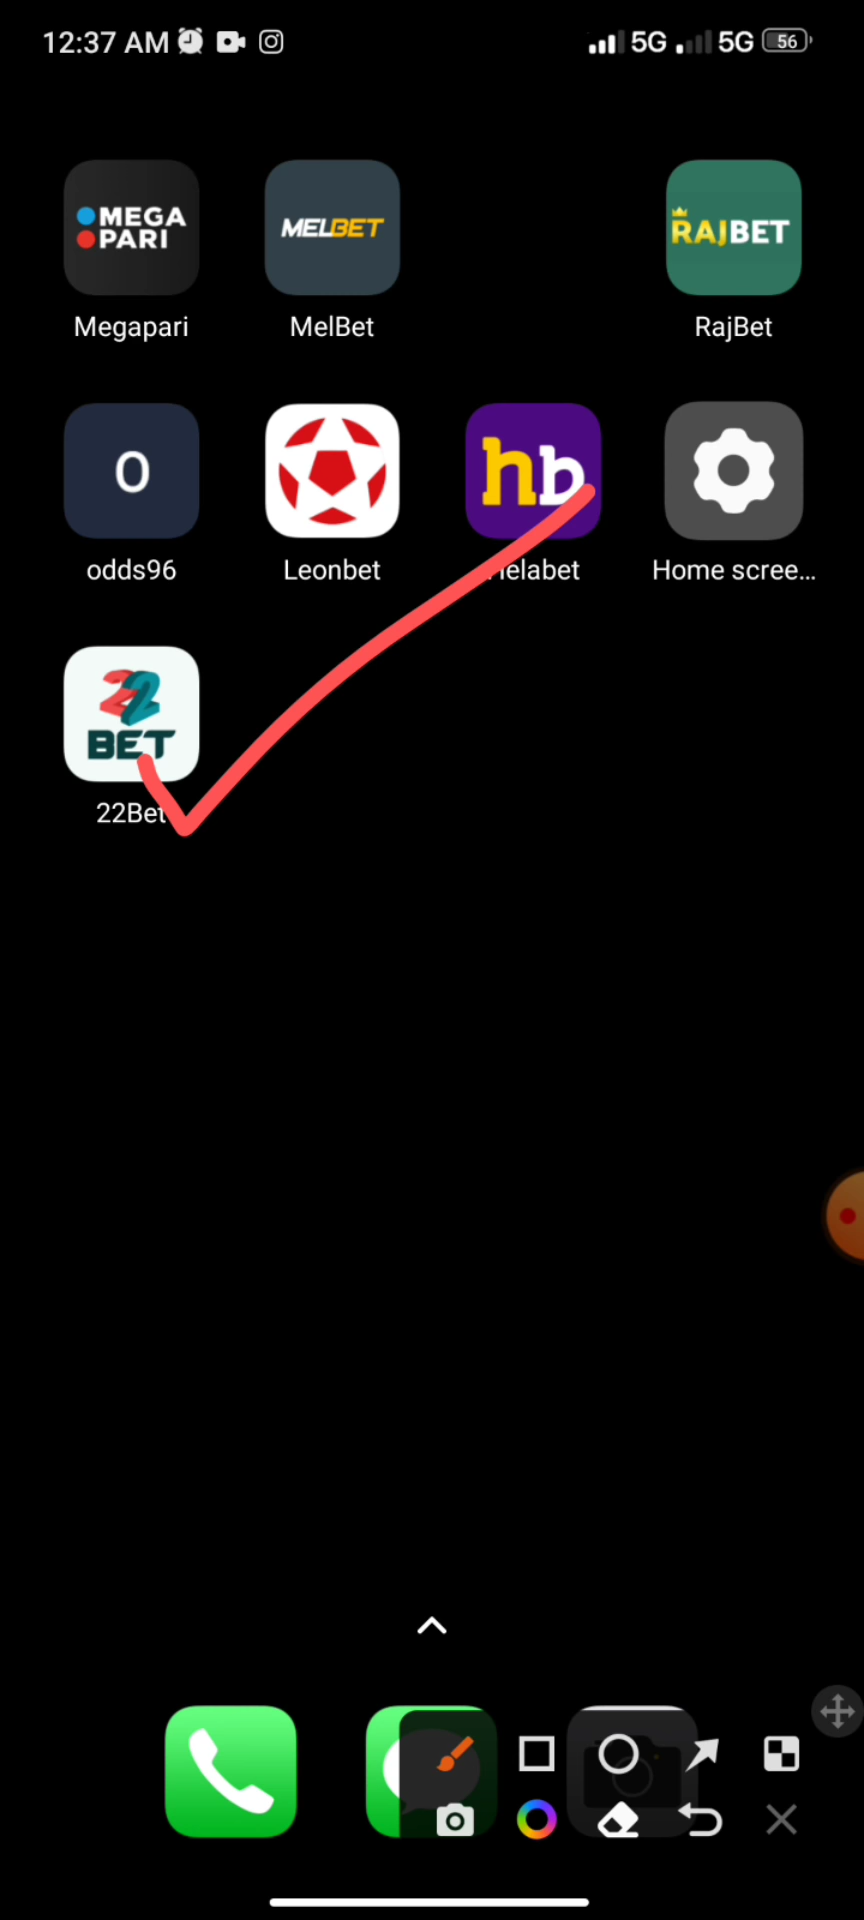 12:37 AM 5G 5G 56
MEGA
PARI
MELBET
RAJBET
Megapari MelBet RajBet
0
hb
odds96 Leonbet Helabet Home scree...
22
BET
22Bet